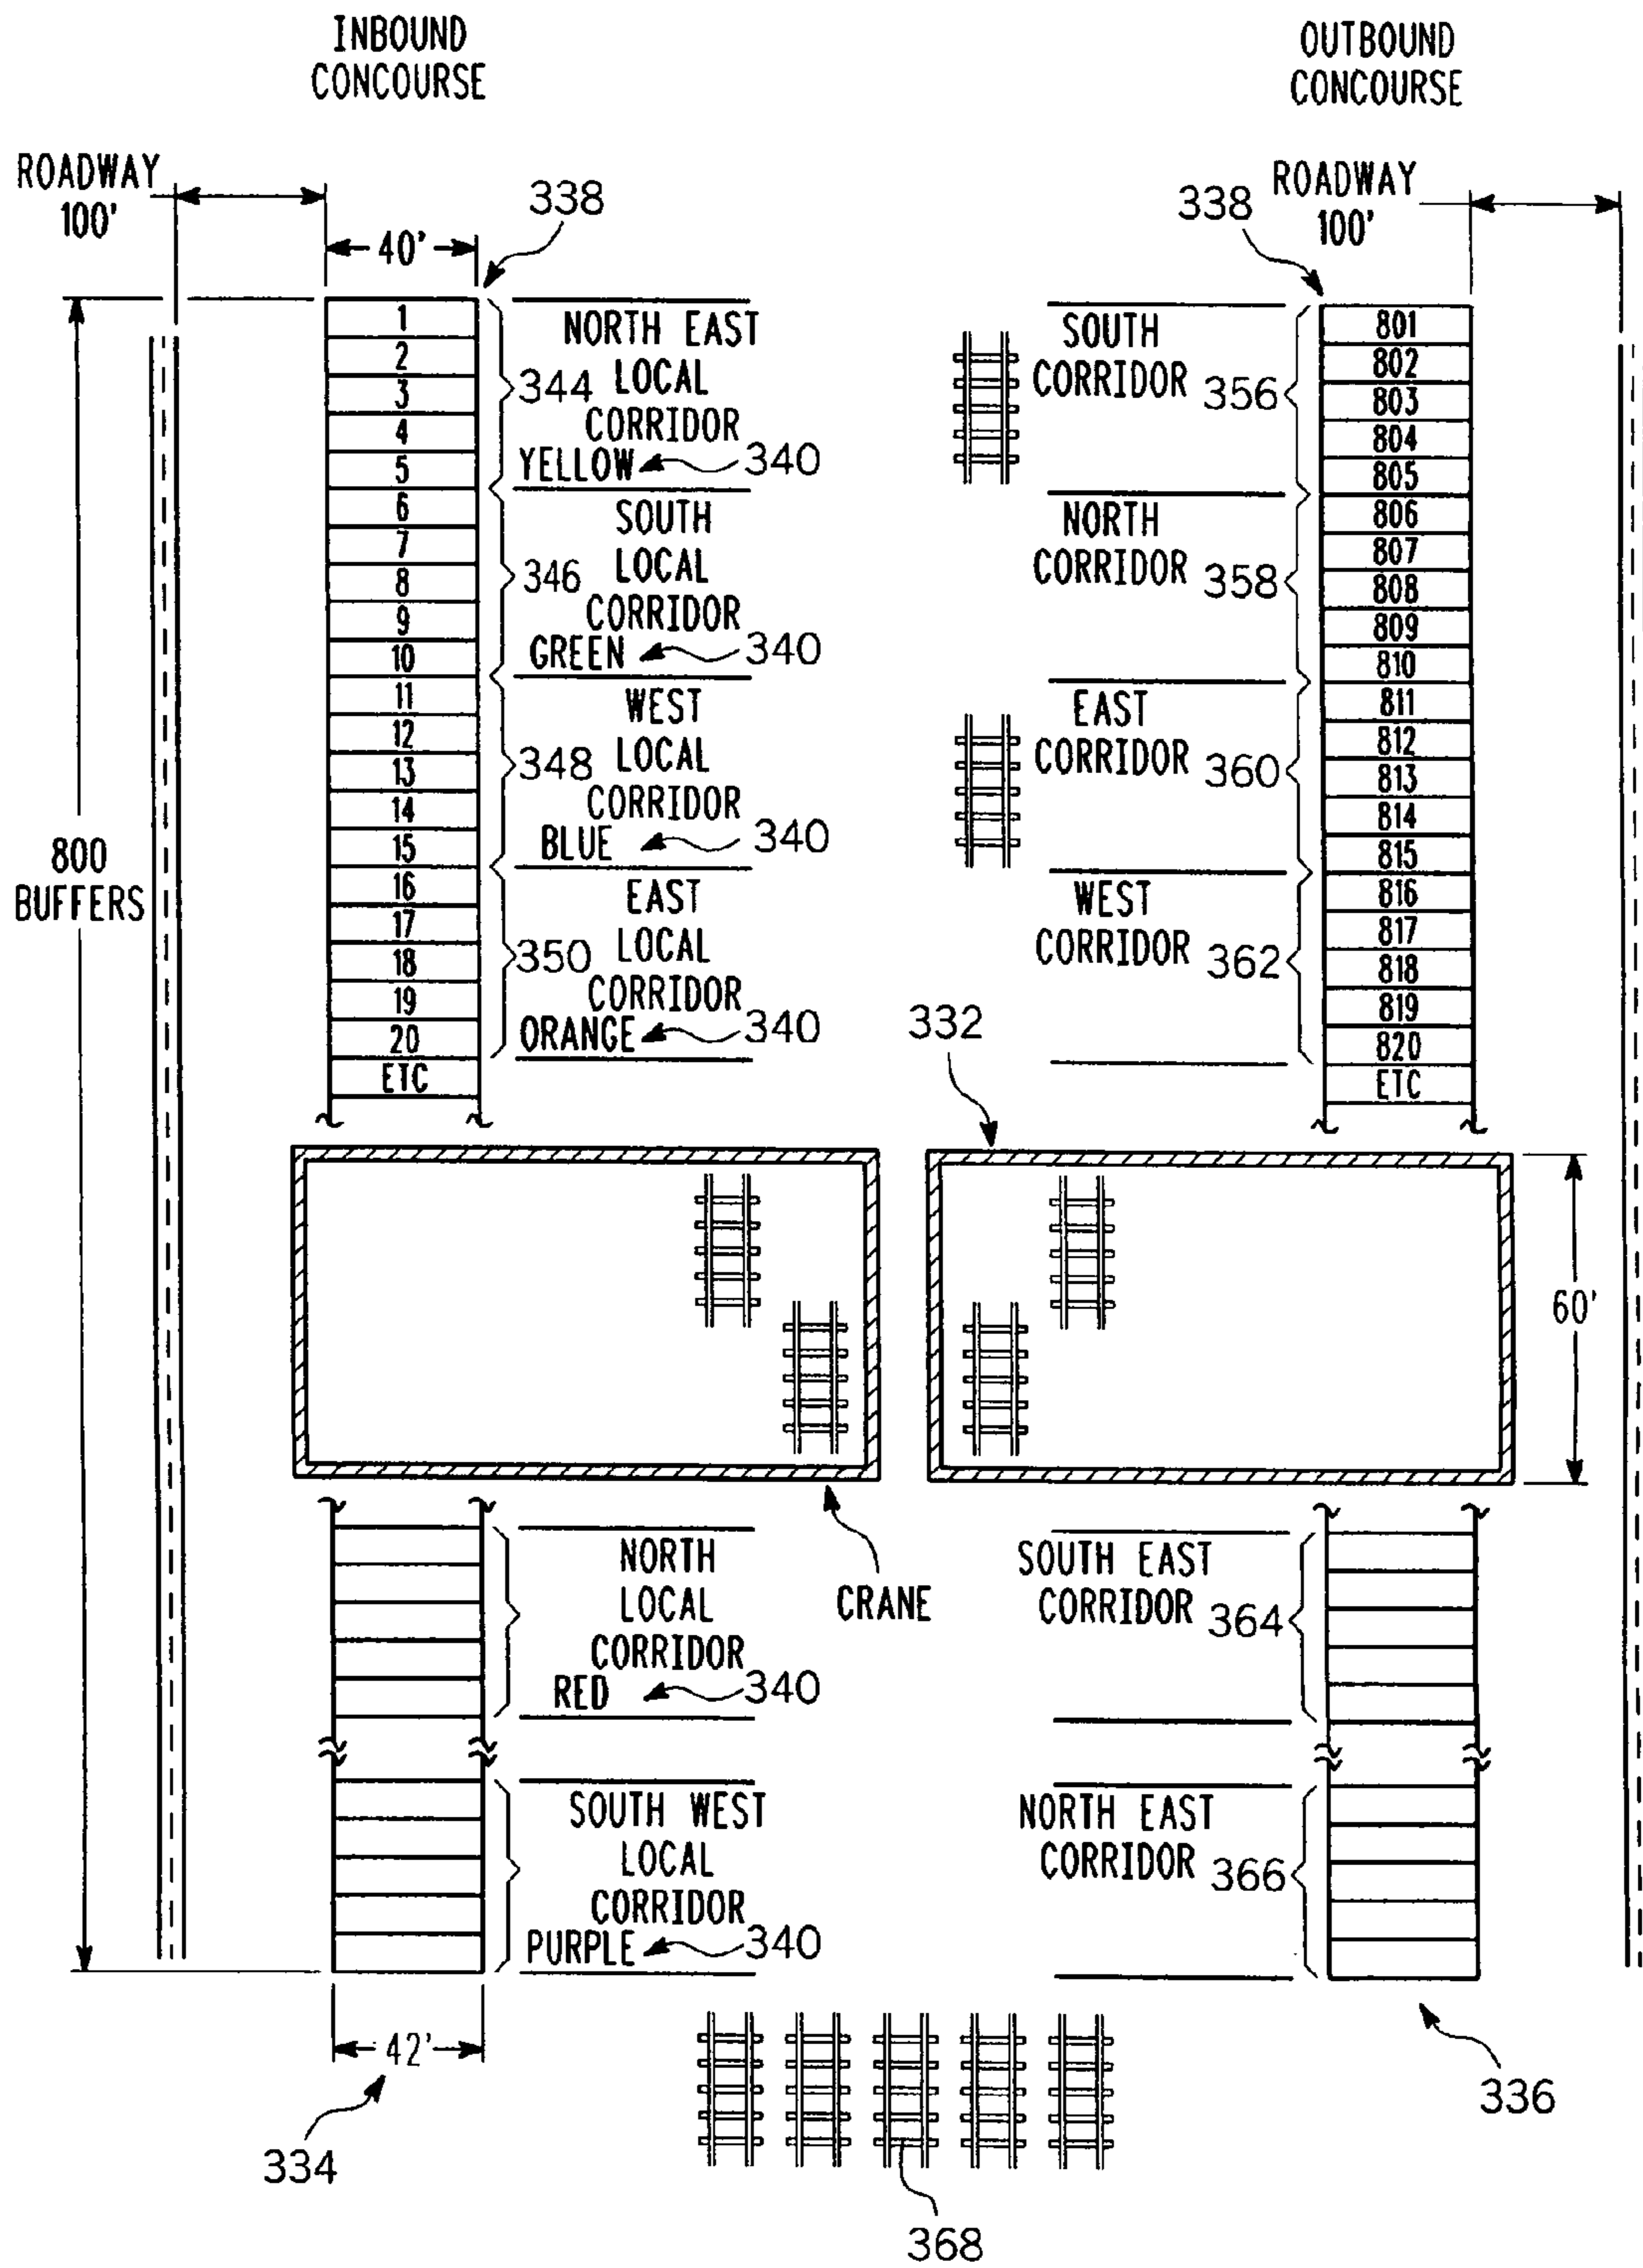 INBOUND
CONCOURSE
OUTBOUND
CONCOURSE
ROADWAY
100'
40'
338
338
ROADWAY
100'
1
2
3
4
5
6
7
8
9
10
11
12
13
14
15
16
17
18
19
20
ETC
344
NORTH EAST
LOCAL
CORRIDOR
YELLOW
340
346
SOUTH
LOCAL
CORRIDOR
GREEN
340
348
WEST
LOCAL
CORRIDOR
BLUE
340
350
EAST
LOCAL
CORRIDOR
ORANGE
340
800
BUFFERS
SOUTH
CORRIDOR
356
NORTH
CORRIDOR
358
EAST
CORRIDOR
360
WEST
CORRIDOR
362
801
802
803
804
805
806
807
808
809
810
811
812
813
814
815
816
817
818
819
820
ETC
332
60'
CRANE
NORTH
LOCAL
CORRIDOR
RED
340
SOUTH WEST
LOCAL
CORRIDOR
PURPLE
340
SOUTH EAST
CORRIDOR
364
NORTH EAST
CORRIDOR
366
42'
334
336
368